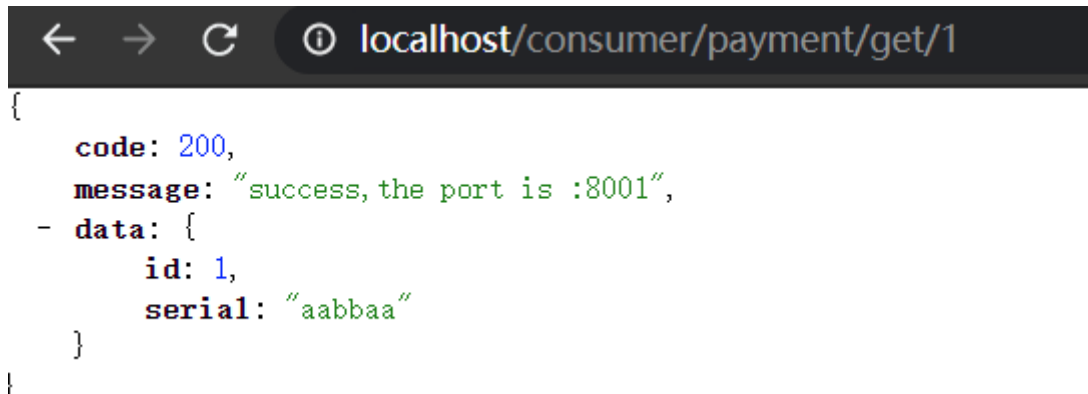 localhost/consumer/payment/get/1
{
code: 200,
message: "success,the port is :8001",
- data: {
id: 1,
serial: "aabbaa"
}
}